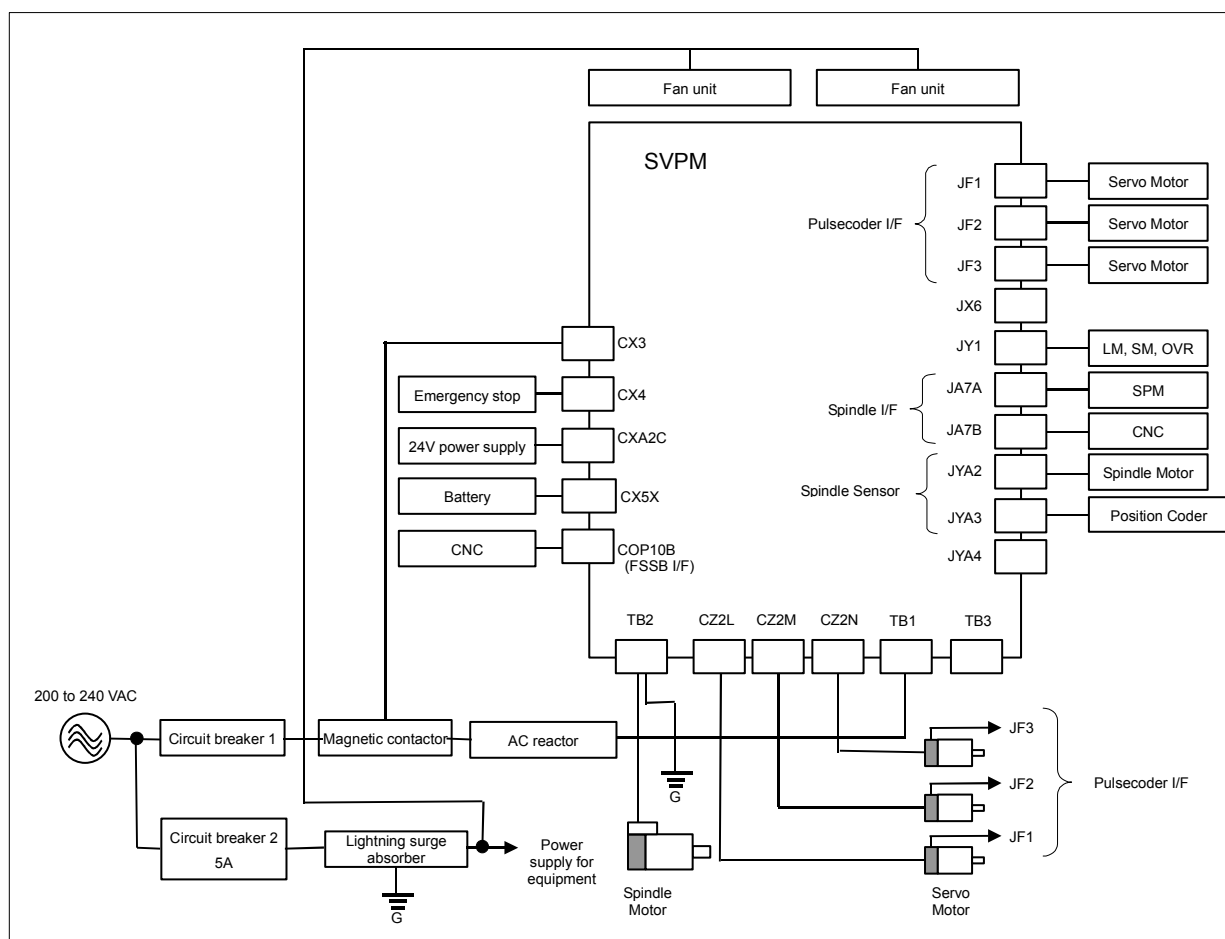 Fan unit
Fan unit
SVPM
JF1
Servo Motor
Pulsecoder I/F
JF2
Servo Motor
JF3
Servo Motor
JX6
CX3
JY1
LM, SM, OVR
Emergency stop
CX4
JA7A
SPM
Spindle I/F
24V power supply
CXA2C
JA7B
CNC
JYA2
Spindle Motor
Spindle Sensor
Battery
CX5X
JYA3
Position Coder
CNC
COP10B
(FSSB I/F)
JYA4
TB2
CZ2L
CZ2M
CZ2N
TB1
TB3
200 to 240 VAC
Circuit breaker 1
Magnetic contactor
AC reactor
JF3
G
JF2
Pulsecoder I/F
Circuit breaker 2
5A
Lightning surge
absorber
JF1
Power
supply for
equipment
G
Spindle
Motor
Servo
Motor